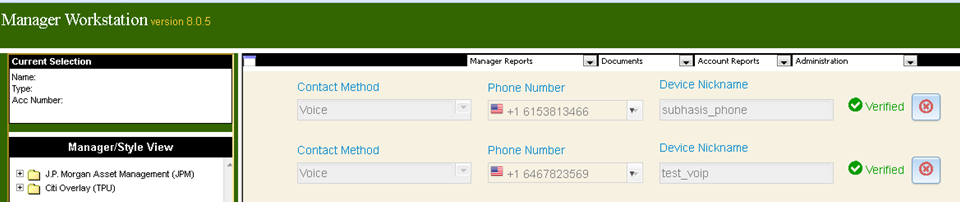 Manager Workstation version 8.0.5
Current Selection
Name:
Type:
Acc Number:
Manager/Style View
J.P. Morgan Asset Management (JPM)
Citi Overlay (TPU)
Manager Reports Documents Account Reports Administration
Contact Method Phone Number Device Nickname
Voice +1 6153813466 subhasis_phone Verified
Contact Method Phone Number Device Nickname
Voice +1 6467823569 test_voip Verified